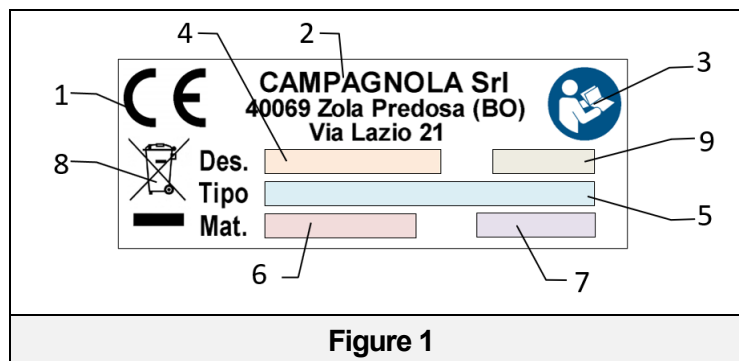 4
2
3
1
CE
CAMPAGNOLA Srl
40069 Zola Predosa (BO)
Via Lazio 21
8
Des.
9
Tipo
5
Mat.
6
7
Figure 1